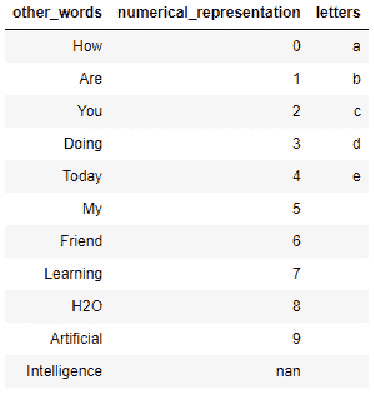 other_words numerical_representation letters
How 0 a
Are 1 b
You 2 c
Doing 3 d
Today 4 e
My 5
Friend 6
Learning 7
H2O 8
Artificial 9
Intelligence nan